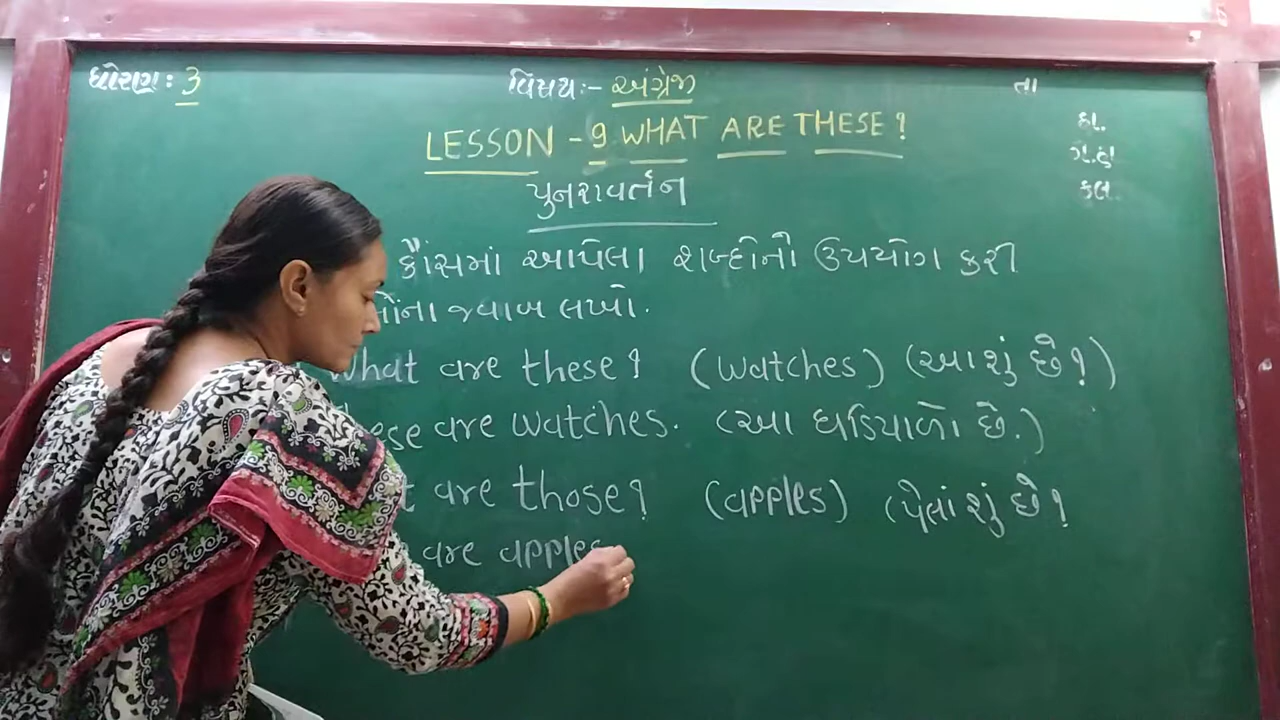 ધોરણ : 3 વિષય :- અંગ્રેજી તા
LESSON - 9 WHAT ARE THESE ? હા.
ગે.હા
પુનરાવર્તન કુલ
કૌંસમાં આપેલા શબ્દોનો ઉપયોગ કરી
જવાબ લખો.
What are these? (watches) (આ શું છે ?)
are watches. (આ ઘડિયાળો છે.)
are those? (apples) (પેલાં શું છે ?
are apples